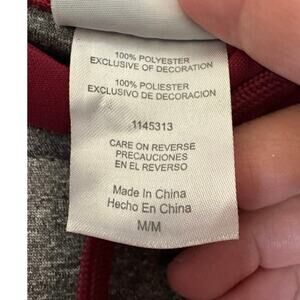 100% POLYESTER
EXCLUSIVE OF DECORATION
100% POLIESTER
EXCLUSIVO DE DECORACION
1145313
CARE ON REVERSE
PRECAUCIONES
EN EL REVERSO
Made In China
Hecho En China
M/M